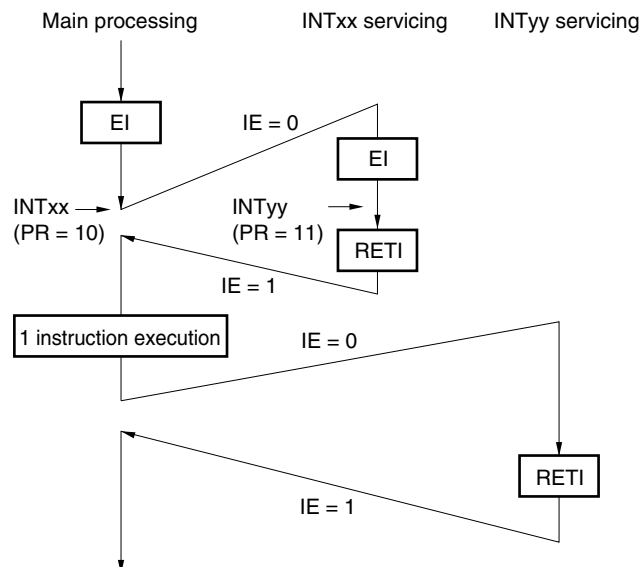 Main processing
INTxx servicing
INTyy servicing
EI
IE = 0
EI
INTxx
(PR = 10)
INTyy
(PR = 11)
RETI
IE = 1
1 instruction execution
IE = 0
RETI
IE = 1